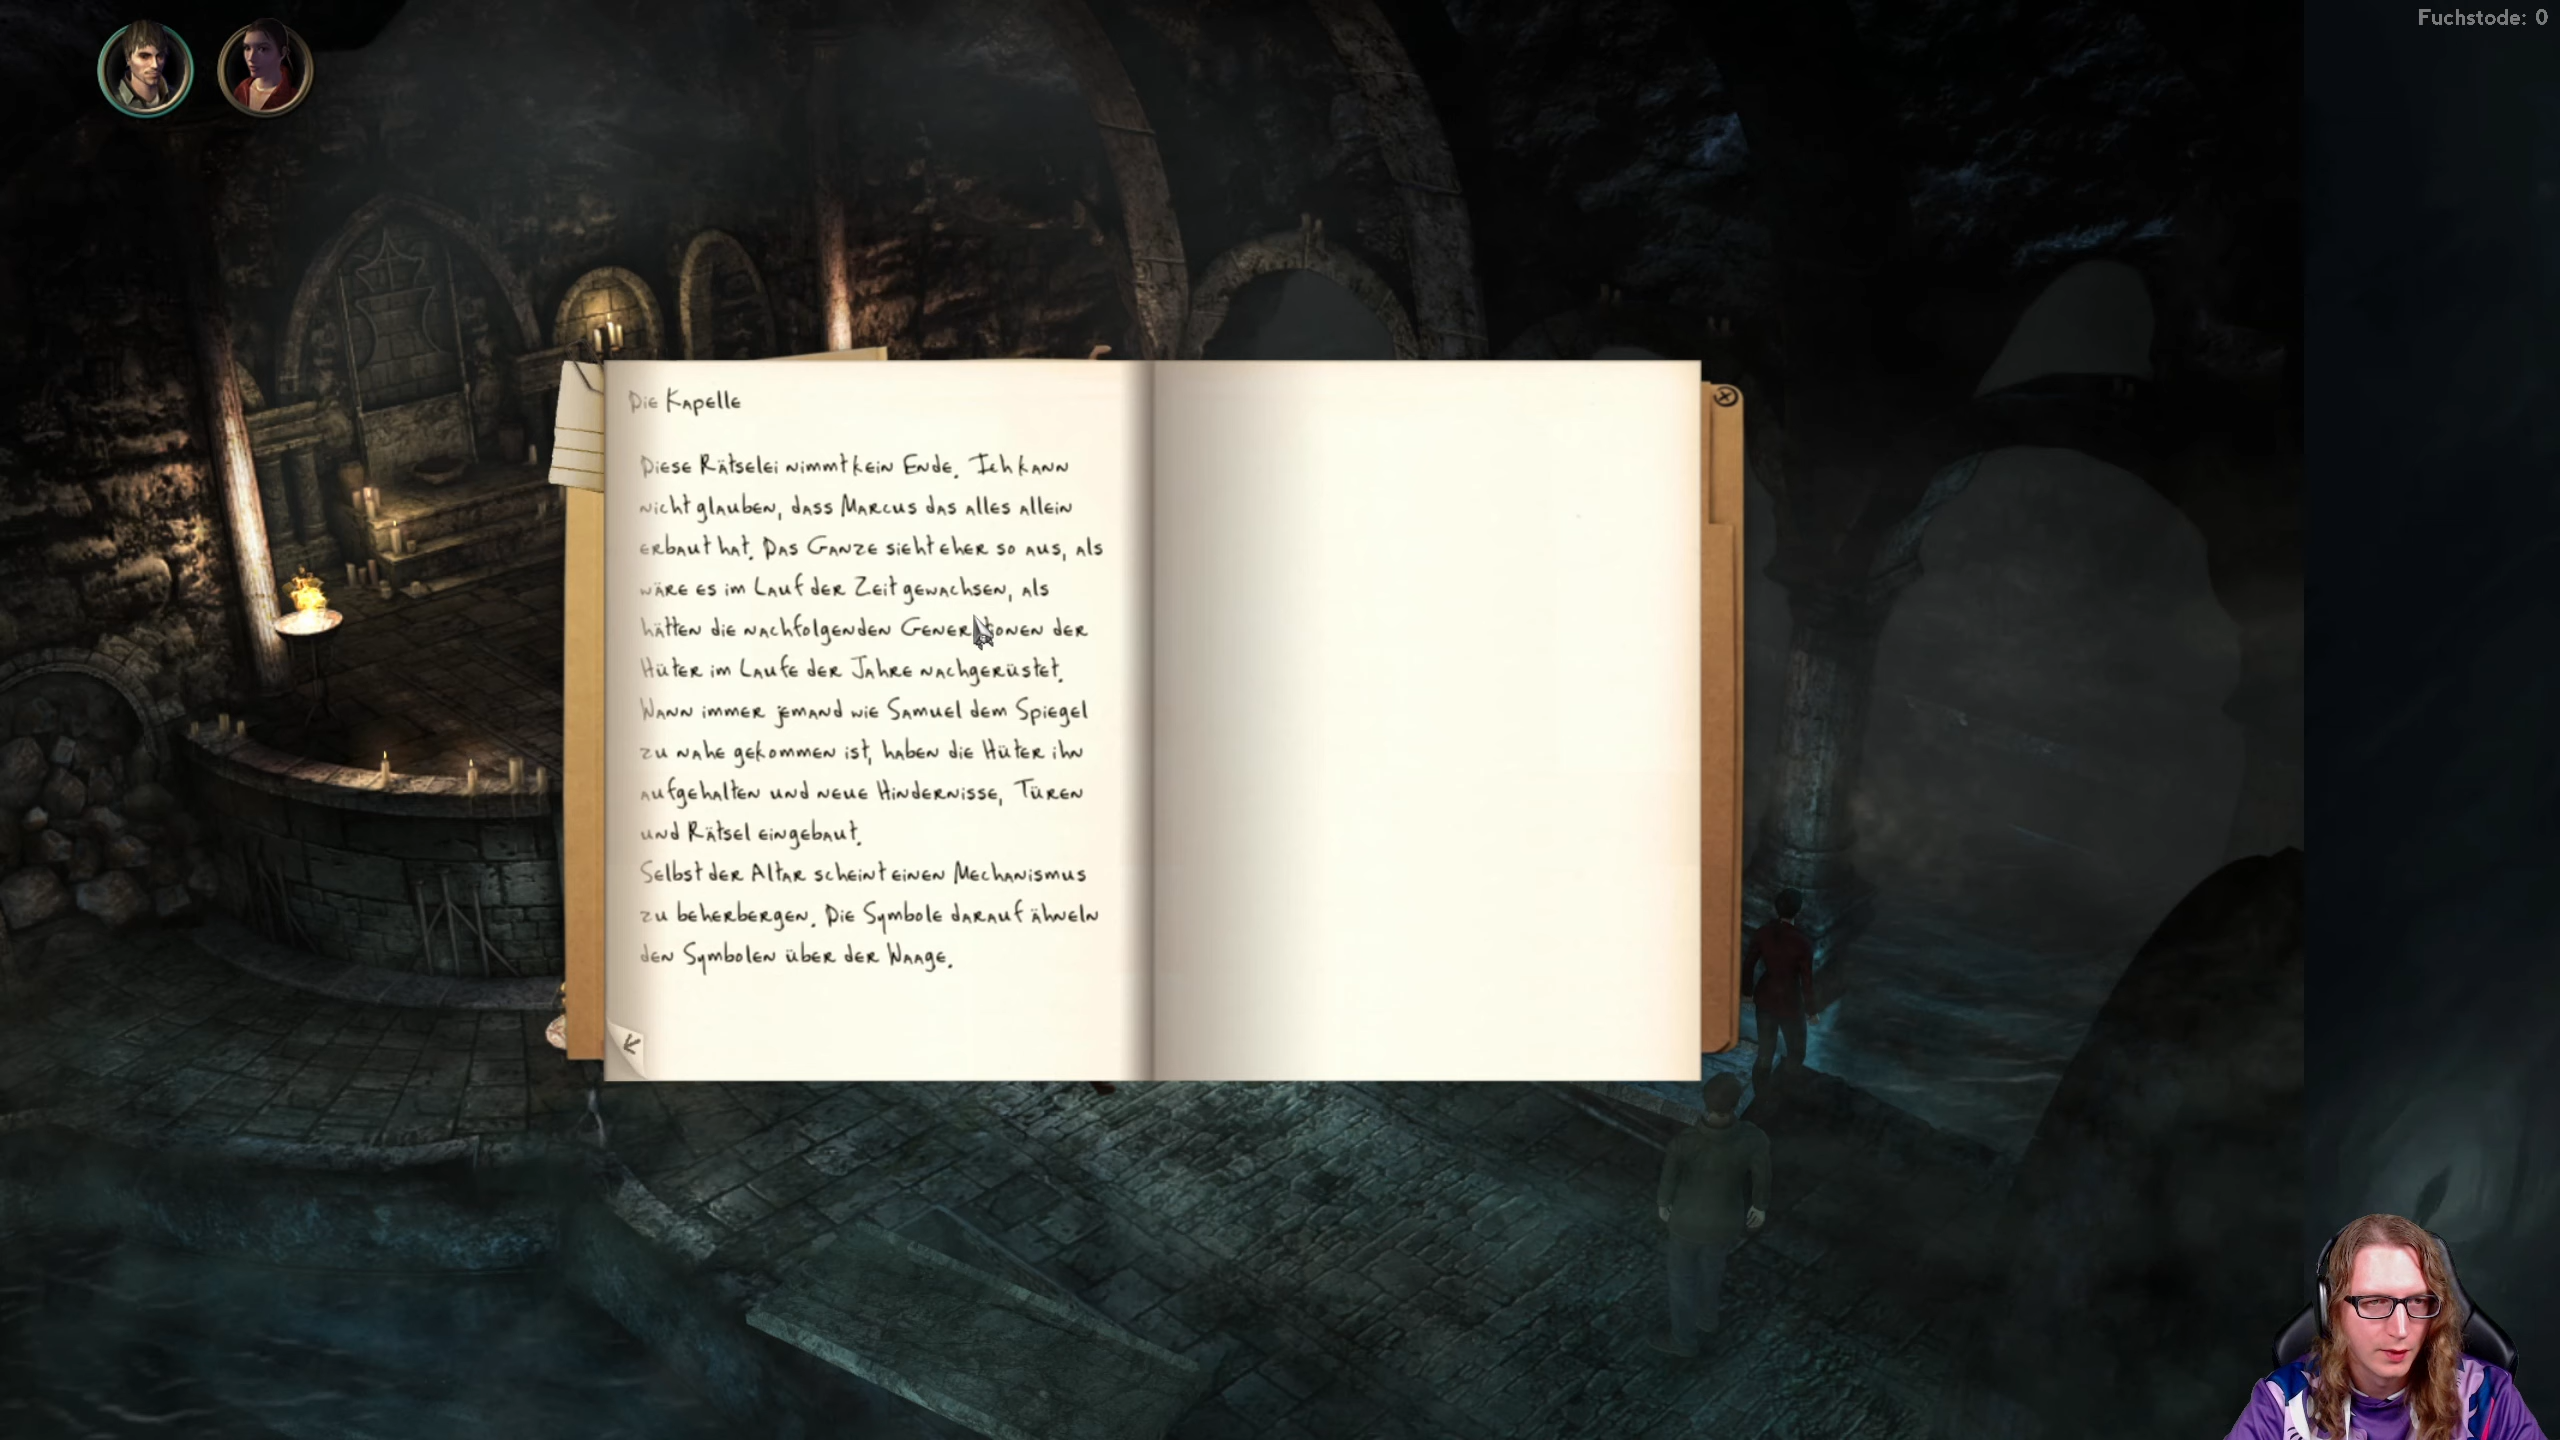 Fuchstode: 0
Die Kapelle
Diese Rätselei nimmt kein Ende. Ich kann
nicht glauben, dass Marcus das alles allein
erbaut hat. Das Ganze sieht eher so aus, als
wäre es im Lauf der Zeit gewachsen, als
hätten die nachfolgenden Generationen der
Hüter im Laufe der Jahre nachgerüstet.
Wann immer jemand wie Samuel dem Spiegel
zu nahe gekommen ist, haben die Hüter ihn
aufgehalten und neue Hindernisse, Türen
und Rätsel eingebaut.
Selbst der Altar scheint einen Mechanismus
zu beherbergen. Die Symbole darauf ähneln
den Symbolen über der Waage.